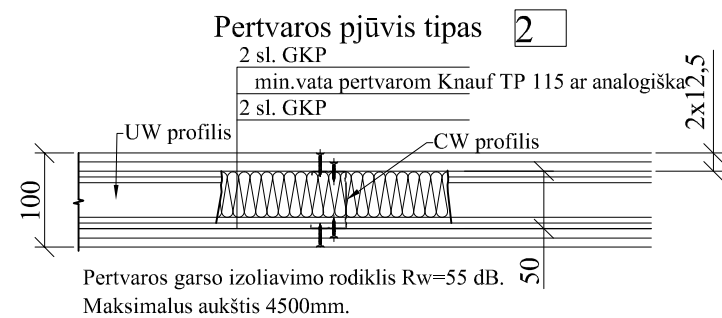 Pertvaros pjūvis tipas 2
2 sl. GKP
min.vata pertvarom Knauf TP 115 ar analogiška
2 sl. GKP
2x12,5
UW profilis
CW profilis
100
50
Pertvaros garso izoliavimo rodiklis Rw=55 dB.
Maksimalus aukštis 4500mm.